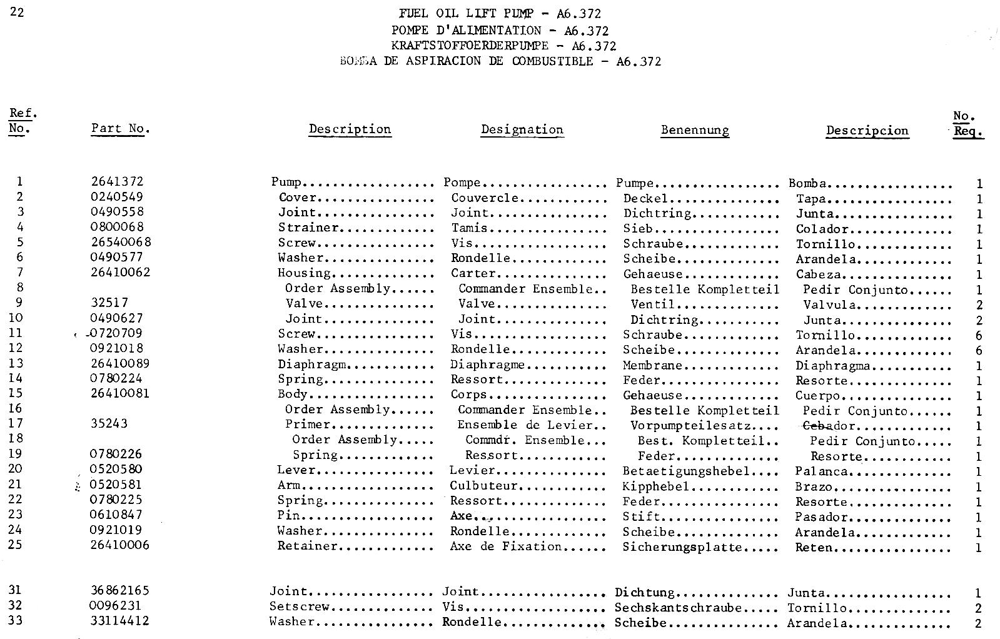 22
FUEL OIL LIFT PUMP - A6.372
POMPE D'ALIMENTATION - A6.372
KRAFTSTOFFOERDERPUMPE - A6.372
BOMBA DE ASPIRACION DE COMBUSTIBLE - A6.372
Ref. No. Part No. Description Designation Benennung Descripcion No. Req.
1 2641372 Pump.................. Pompe................. Pumpe................. Bomba................. 1
2 0240549 Cover................ Couvercle............ Deckel............... Tapa................. 1
3 0490558 Joint................ Joint................ Dichtring............ Junta................ 1
4 0800068 Strainer............. Tamis................ Sieb................. Colador.............. 1
5 26540068 Screw................ Vis.................. Schraube............. Tornillo............. 1
6 0490577 Washer............... Rondelle............. Scheibe.............. Arandela............. 1
7 26410062 Housing.............. Carter............... Gehaeuse............. Cabeza............... 1
8 Order Assembly...... Commander Ensemble.. Bestelle Kompletteil Pedir Conjunto...... 1
9 32517 Valve............... Valve............... Ventil.............. Valvula............. 2
10 0490627 Joint............... Joint............... Dichtring........... Junta............... 2
11 0720709 Screw................ Vis.................. Schraube............. Tornillo............. 6
12 0921018 Washer............... Rondelle............. Scheibe.............. Arandela............. 6
13 26410089 Diaphragm............ Diaphragme........... Membrane............. Diaphragma........... 1
14 0780224 Spring............... Ressort.............. Feder................ Resorte.............. 1
15 26410081 Body................. Corps................ Gehaeuse............. Cuerpo............... 1
16 Order Assembly...... Commander Ensemble.. Bestelle Kompletteil Pedir Conjunto...... 1
17 35243 Primer.............. Ensemble de Levier.. Vorpumpteilesatz.... Cebador............. 1
18 Order Assembly..... Commdr. Ensemble... Best. Kompletteil.. Pedir Conjunto..... 1
19 0780226 Spring............. Ressort............ Feder.............. Resorte............ 1
20 0520580 Lever................ Levier............... Betaetigungshebel.... Palanca.............. 1
21 0520581 Arm.................. Culbuteur............ Kipphebel............ Brazo................ 1
22 0780225 Spring............... Ressort.............. Feder................ Resorte.............. 1
23 0610847 Pin.................. Axe.................. Stift................ Pasador.............. 1
24 0921019 Washer............... Rondelle............. Scheibe.............. Arandela............. 1
25 26410006 Retainer............. Axe de Fixation...... Sicherungsplatte..... Reten................ 1
31 36862165 Joint................. Joint................. Dichtung.............. Junta................. 1
32 0096231 Setscrew.............. Vis................... Sechskantschraube..... Tornillo.............. 2
33 33114412 Washer................ Rondelle.............. Scheibe............... Arandela.............. 2